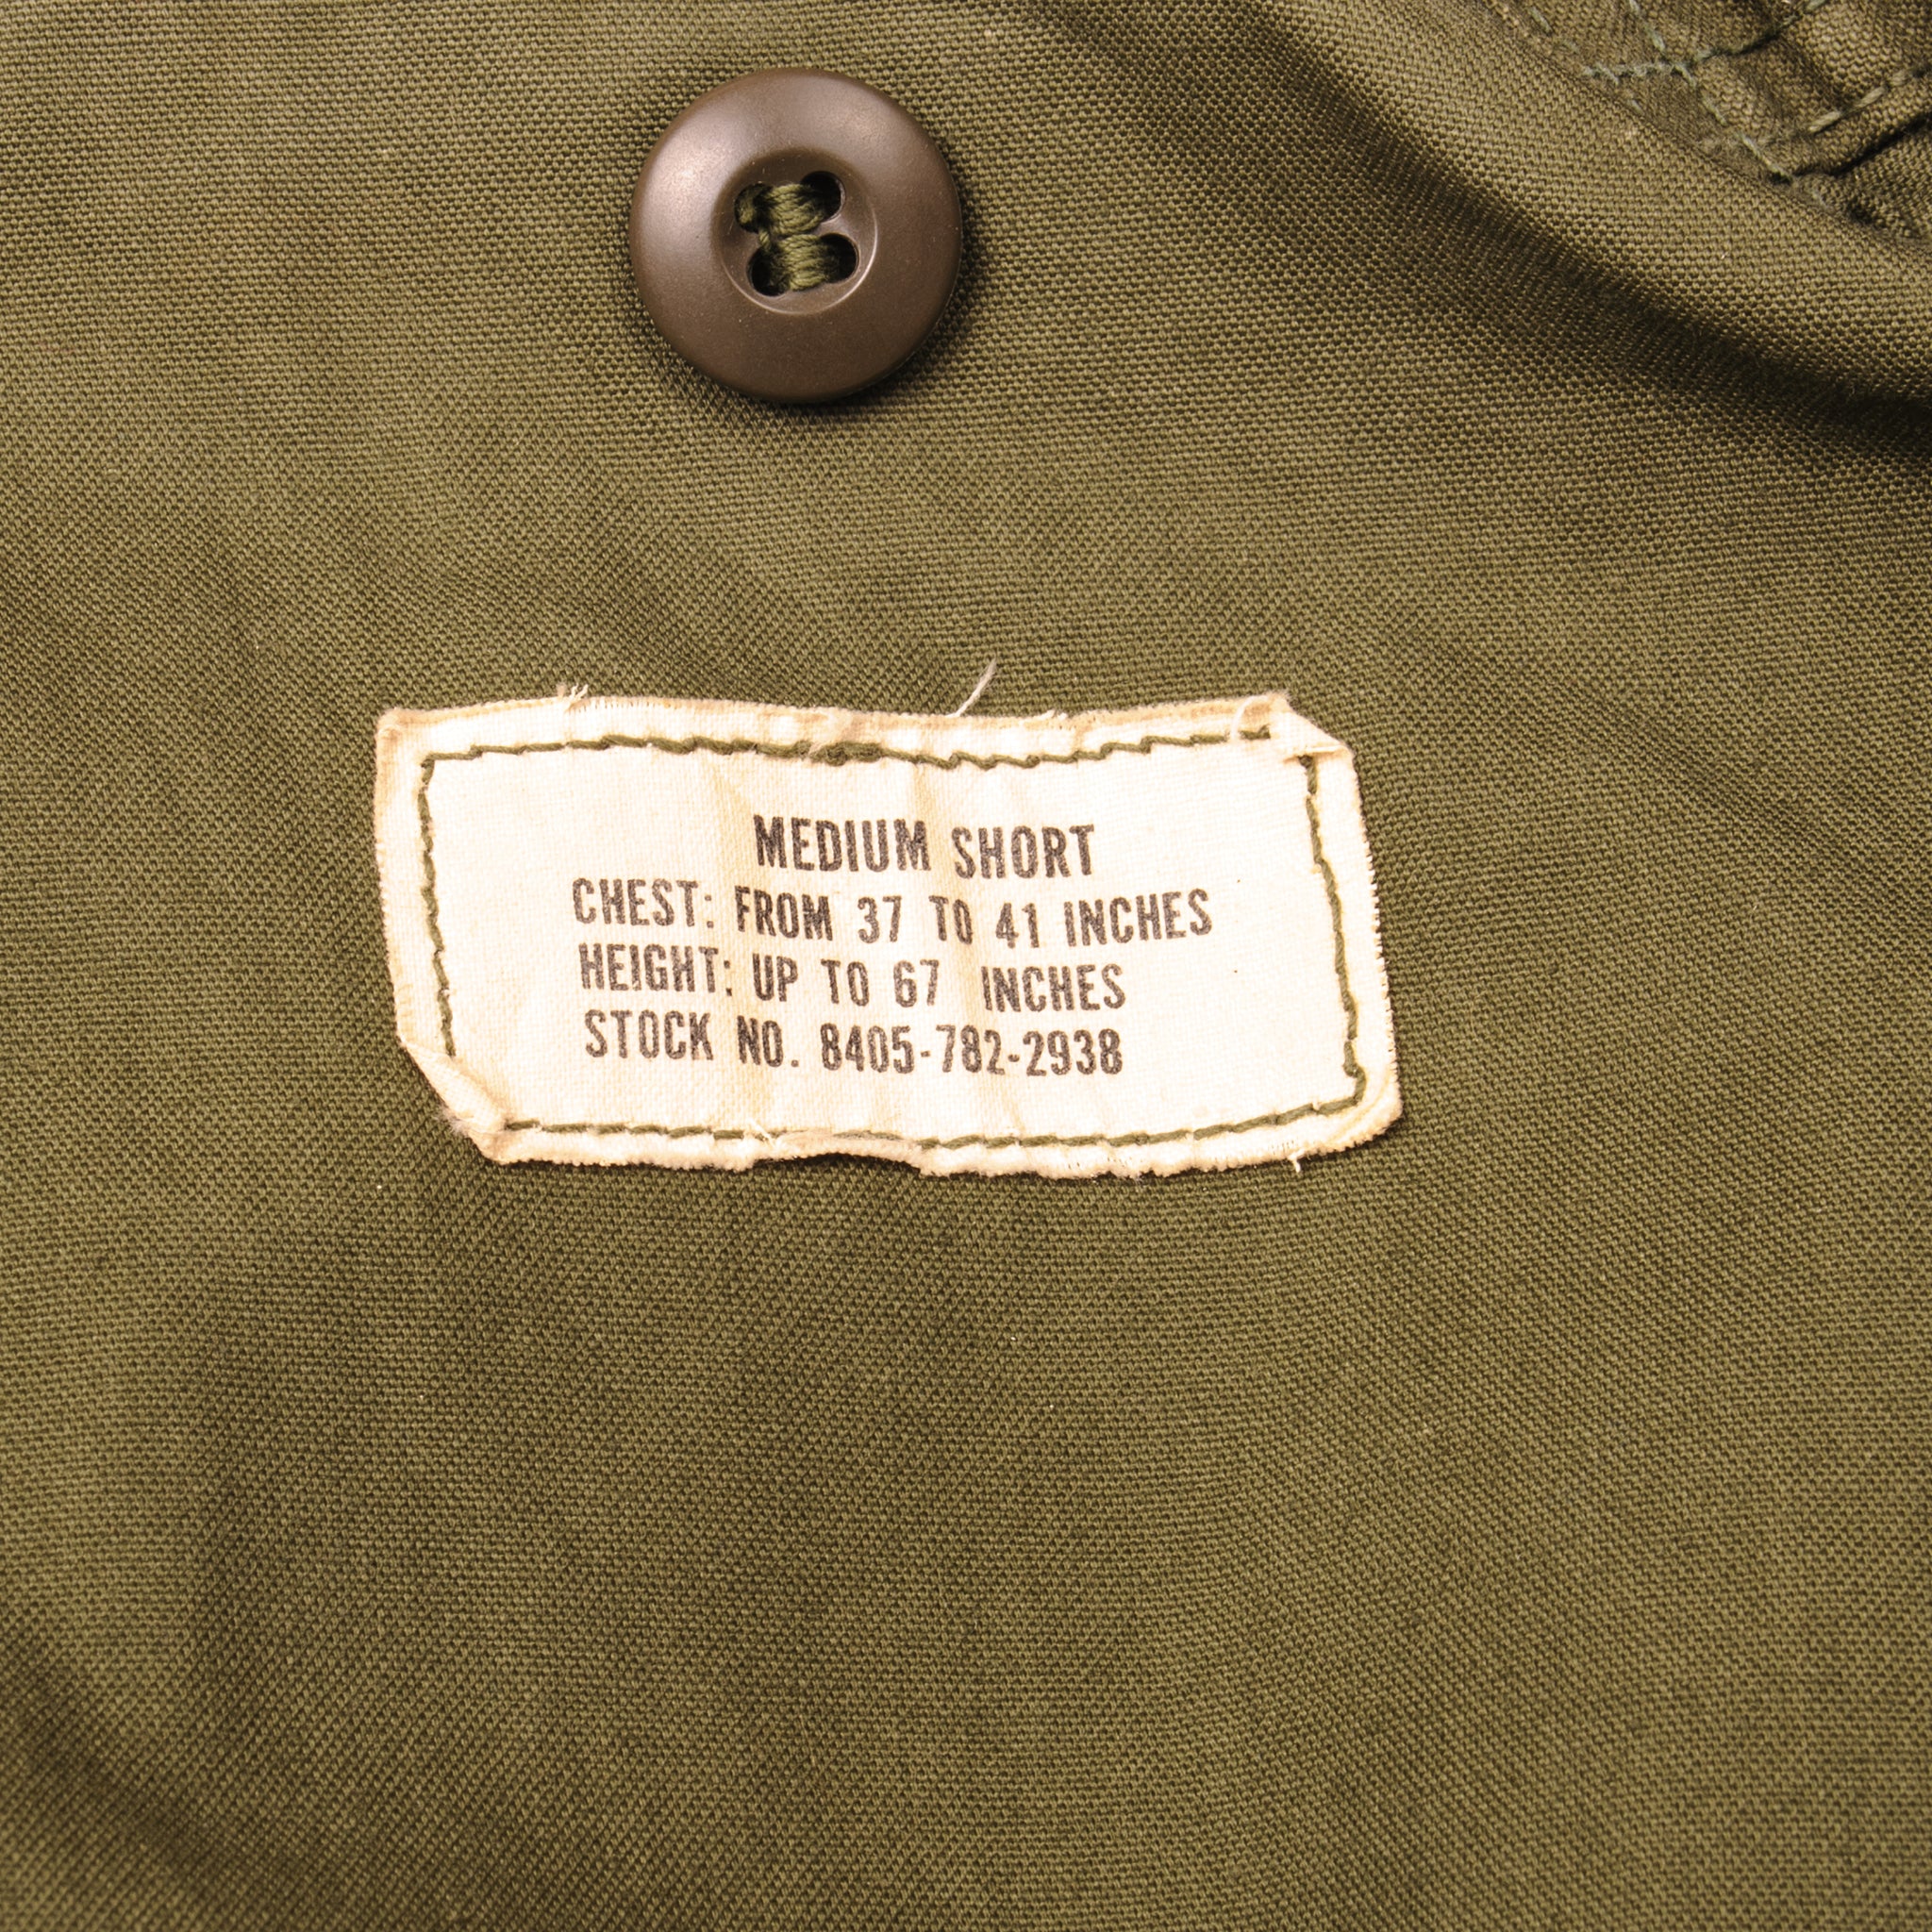 MEDIUM SHORT
CHEST: FROM 37 TO 41 INCHES
HEIGHT: UP TO 67 INCHES
STOCK NO. 8405-782-2938